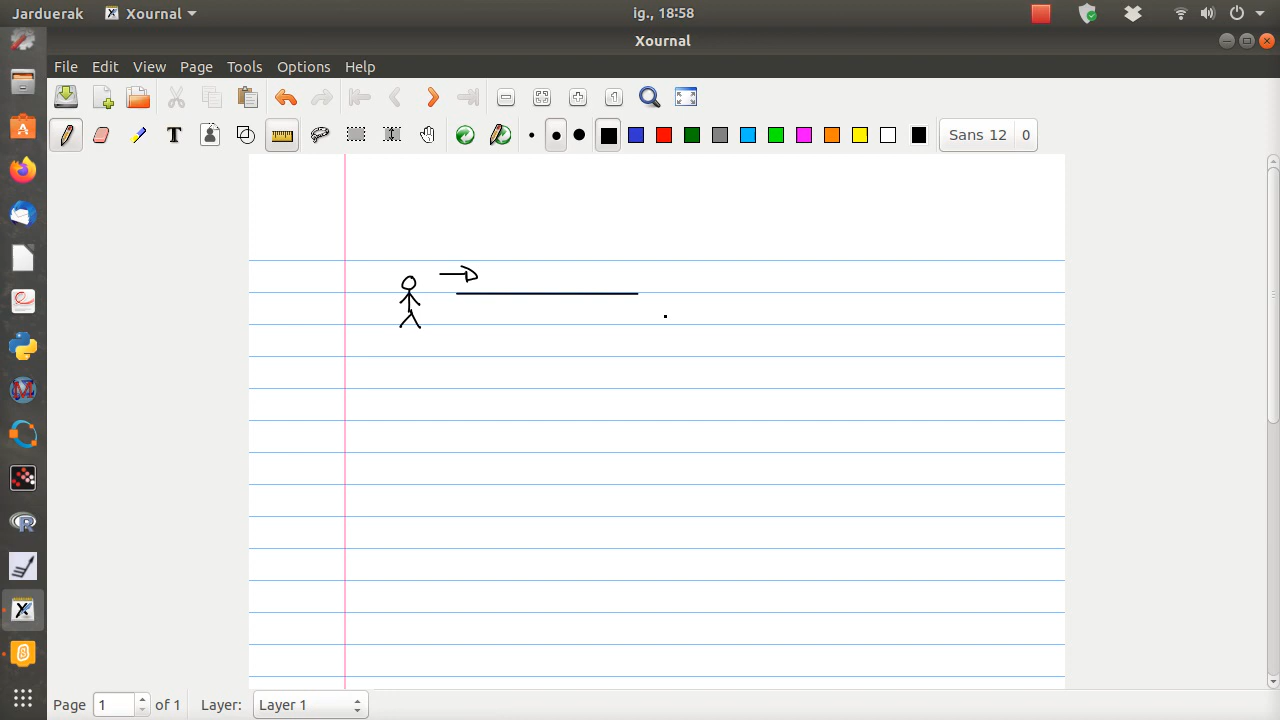 Jarduerak Xournal ig., 18:58
Xournal
File Edit View Page Tools Options Help
Sans 12 0
Page 1 of 1 Layer: Layer 1